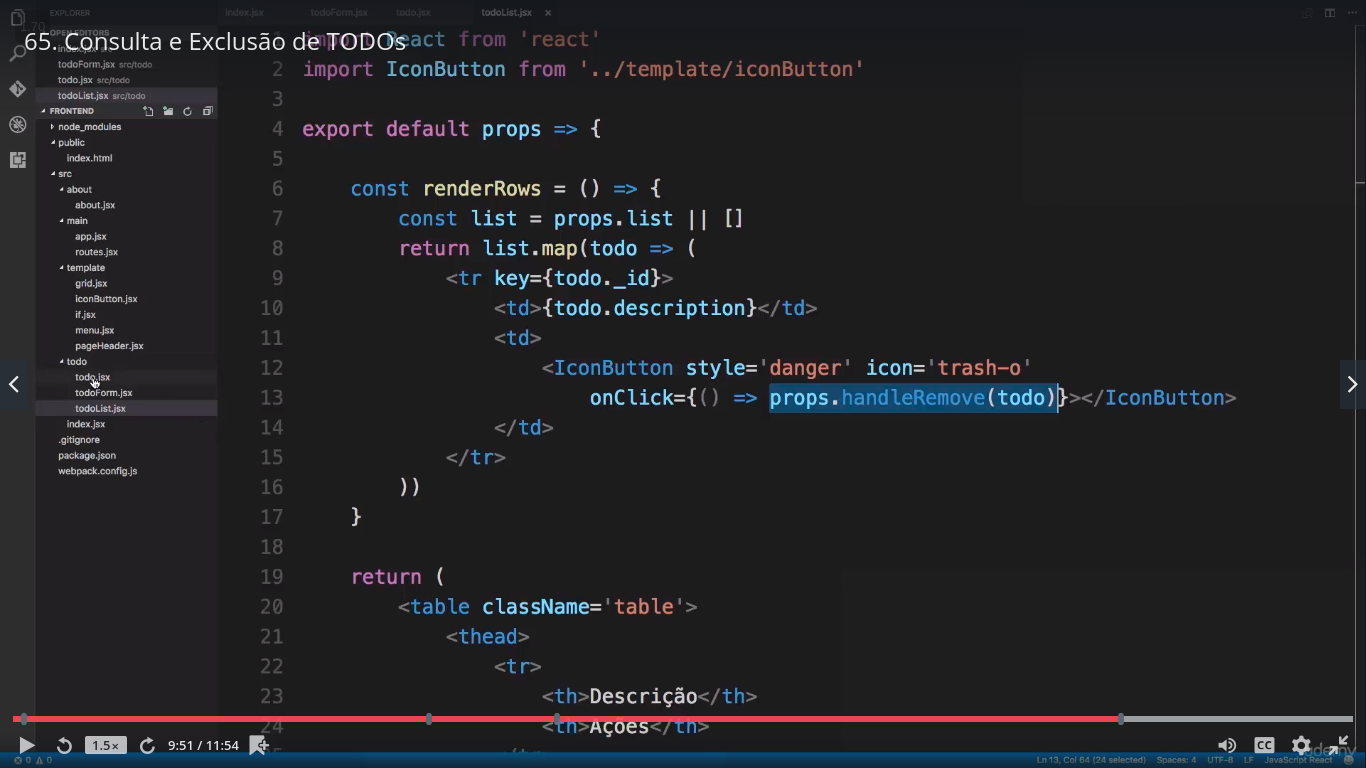 EXPLORER
index.jsx
todoForm.jsx
todo.jsx
todoList.jsx ×
1.70
OPEN EDITORS
65. Consulta e Exclusão de TODOs
index.jsx src
todoForm.jsx src/todo
todo.jsx src/todo
todoList.jsx src/todo
FRONTEND
node_modules
public
index.html
src
about
about.jsx
main
app.jsx
routes.jsx
template
grid.jsx
iconButton.jsx
if.jsx
menu.jsx
pageHeader.jsx
todo
todo.jsx
todoForm.jsx
todoList.jsx
index.jsx
.gitignore
package.json
webpack.config.js
import React from 'react'
2 import IconButton from '../template/iconButton'
3
4 export default props => {
5
6 const renderRows = () => {
7 const list = props.list || []
8 return list.map(todo => (
9 <tr key={todo._id}>
10 <td>{todo.description}</td>
11 <td>
12 <IconButton style='danger' icon='trash-o'
13 onClick={() => props.handleRemove(todo)}></IconButton>
14 </td>
15 </tr>
16 ))
17 }
18
19 return (
20 <table className='table'>
21 <thead>
22 <tr>
23 <th>Descrição</th>
24 <th>Ações</th>
1.5×
9:51 / 11:54
CC
udemy
0 0
Ln 13, Col 64 (24 selected) Spaces: 4 UTF-8 LF JavaScript React